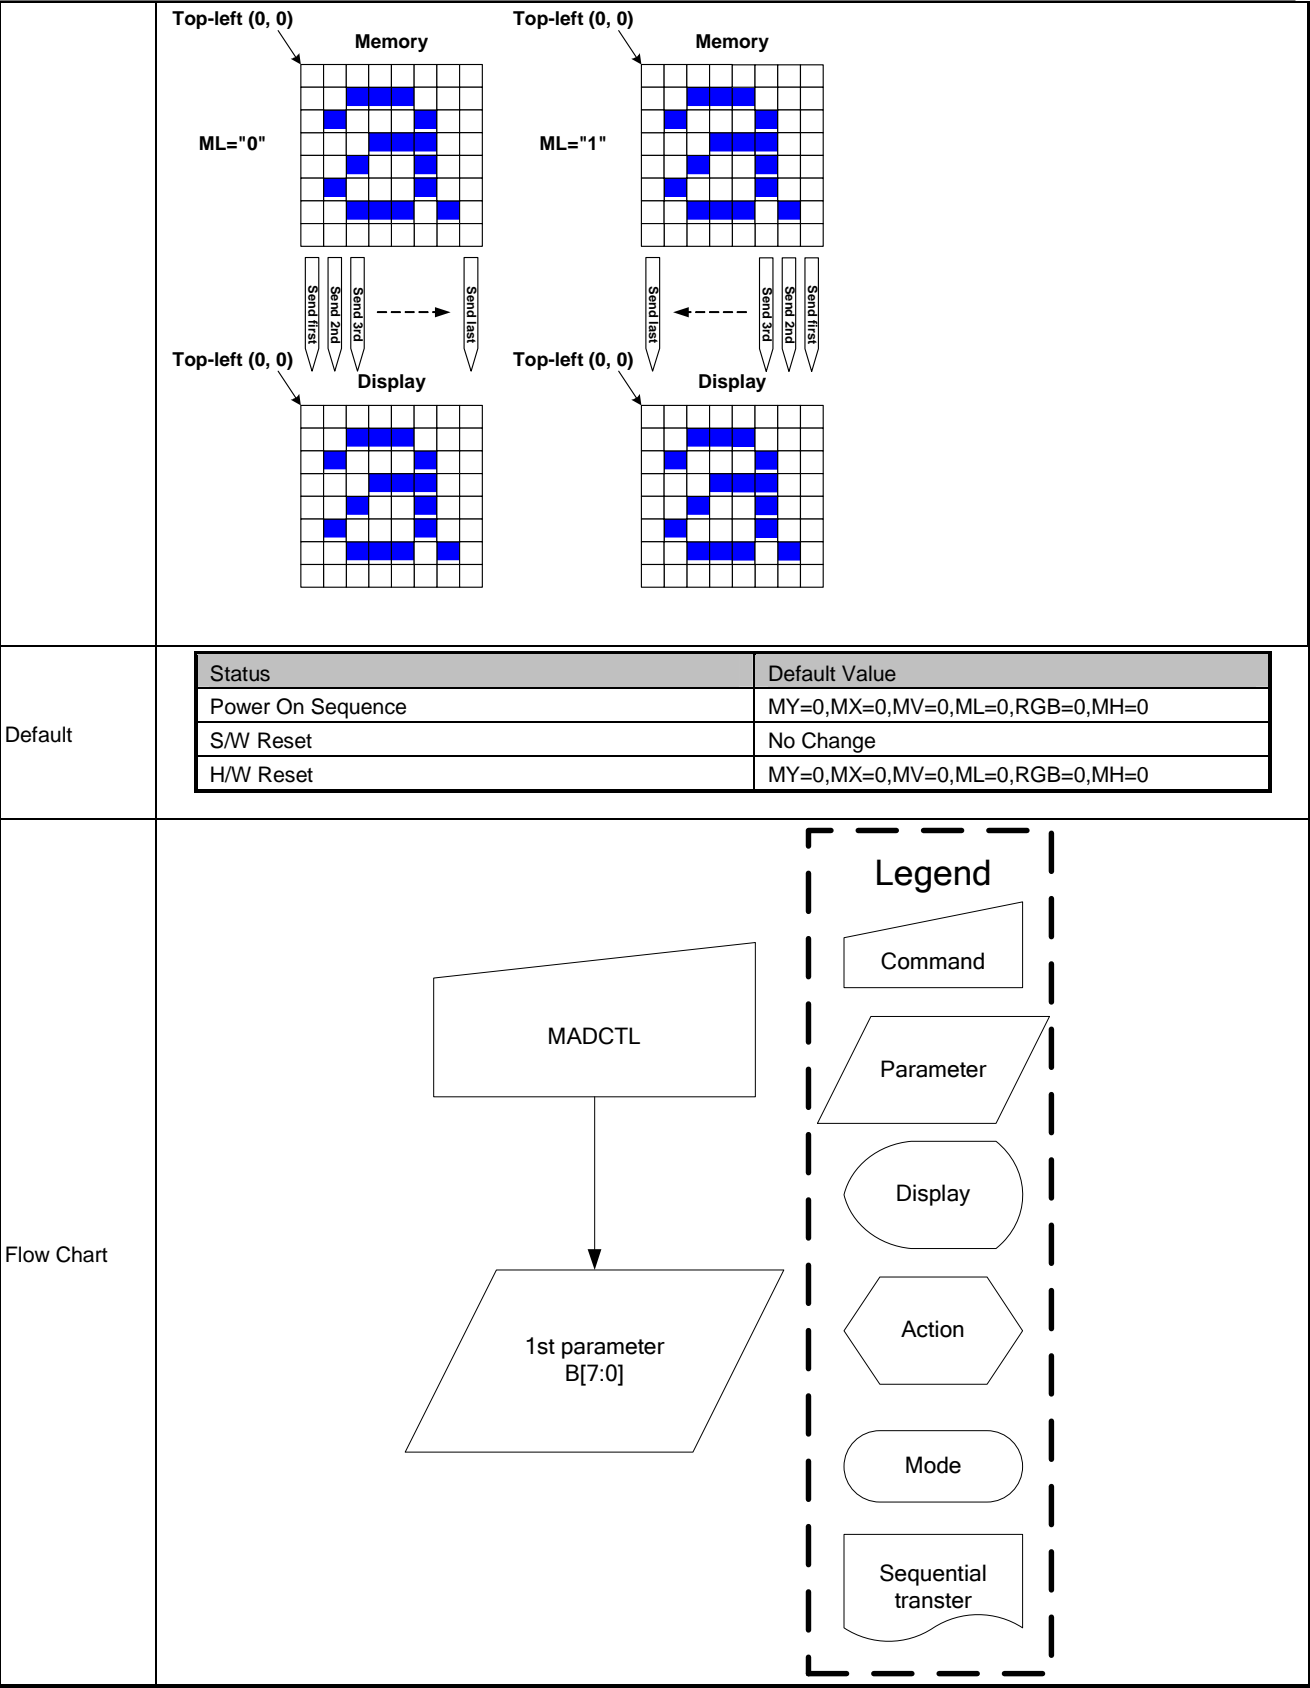 Top-left (0, 0)
Memory
ML="0"
Send first
Send 2nd
Send 3rd
Send last
Top-left (0, 0)
Display
Top-left (0, 0)
Memory
ML="1"
Send last
Send 3rd
Send 2nd
Send first
Top-left (0, 0)
Display
Default
Status Default Value
Power On Sequence MY=0,MX=0,MV=0,ML=0,RGB=0,MH=0
S/W Reset No Change
H/W Reset MY=0,MX=0,MV=0,ML=0,RGB=0,MH=0
Flow Chart
MADCTL
1st parameter
B[7:0]
Legend
Command
Parameter
Display
Action
Mode
Sequential
transter